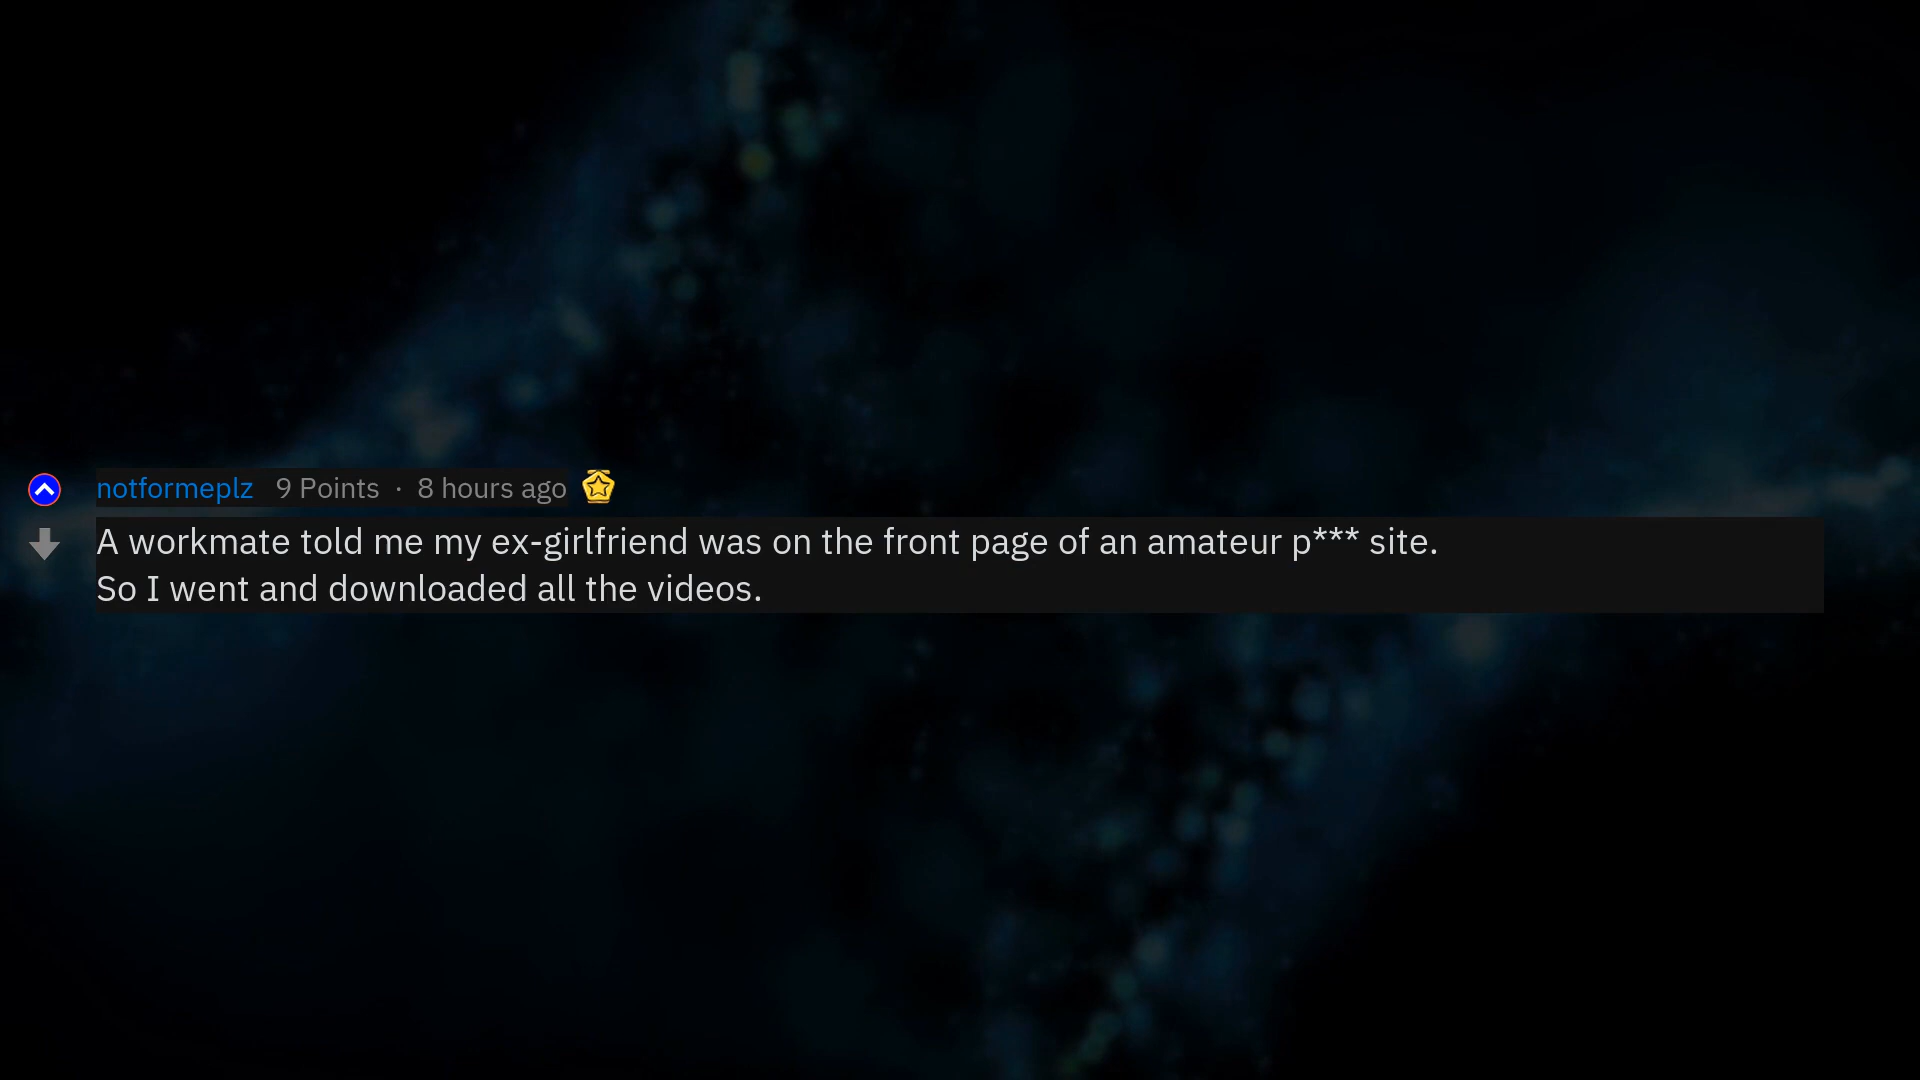 notformeplz 9 Points · 8 hours ago
A workmate told me my ex-girlfriend was on the front page of an amateur p*** site.
So I went and downloaded all the videos.